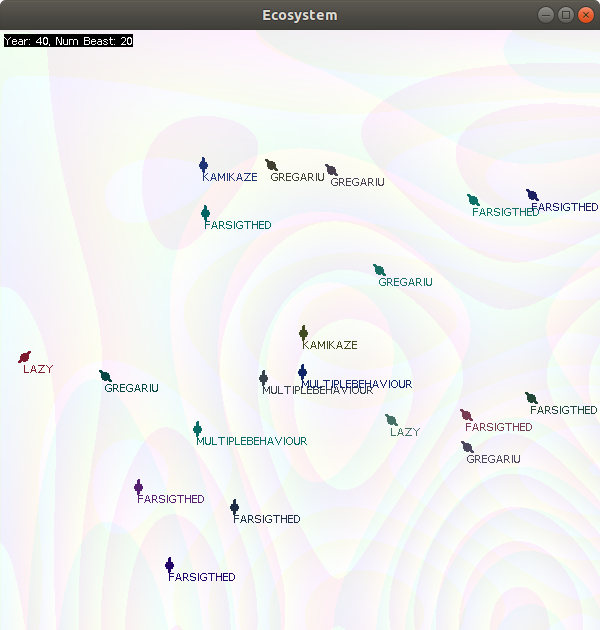 Ecosystem
Year: 40, Num Beast: 20
KAMIKAZE
GREGARIU
GREGARIU
FARSIGTHED
FARSIGTHED
FARSIGTHED
GREGARIU
KAMIKAZE
LAZY
GREGARIU
MULTIPLEBEHAVIOUR
MULTIPLEBEHAVIOUR
FARSIGTHED
FARSIGTHED
LAZY
MULTIPLEBEHAVIOUR
GREGARIU
FARSIGTHED
FARSIGTHED
FARSIGTHED